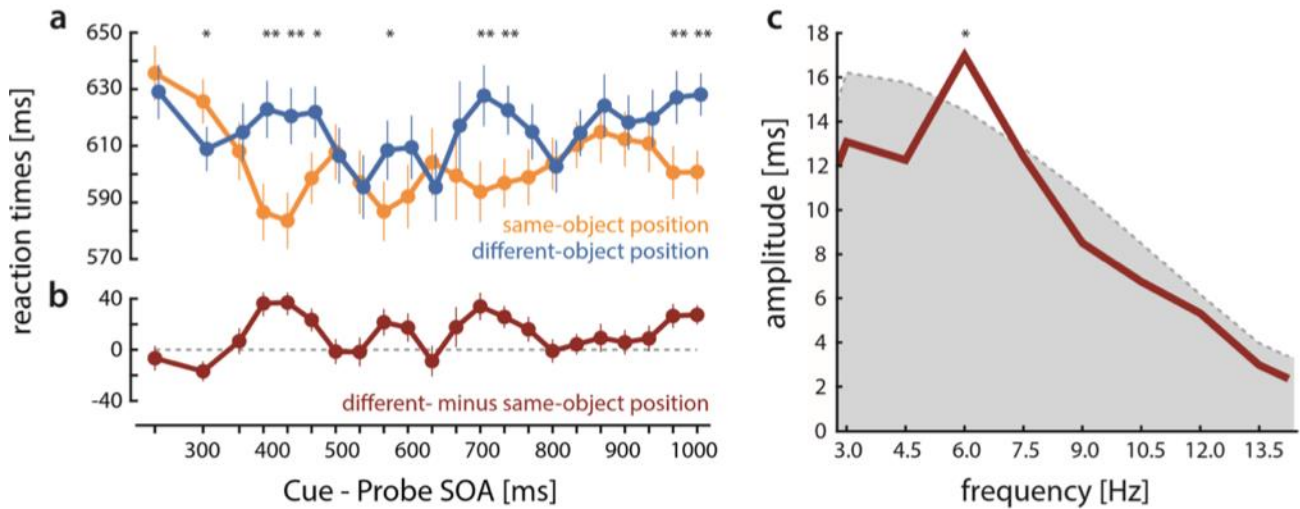 a
650
630
610
590
570
* ** ** * * ** ** ** **
same-object position
different-object position
reaction times [ms]
b
40
0
-40
different- minus same-object position
300 400 500 600 700 800 900 1000
Cue - Probe SOA [ms]
c
18
16
14
12
10
8
6
4
2
0
*
amplitude [ms]
3.0 4.5 6.0 7.5 9.0 10.5 12.0 13.5
frequency [Hz]